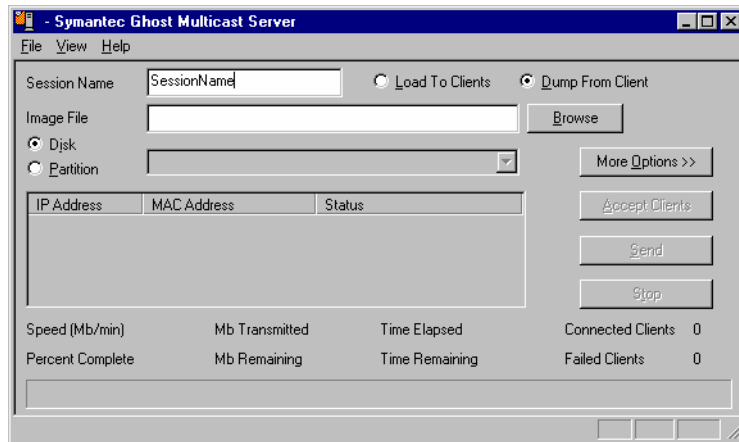 - Symantec Ghost Multicast Server
File View Help
Session Name SessionName Load To Clients Dump From Client
Image File Browse
Disk
Partition More Options >>
IP Address MAC Address Status
Accept Clients
Send
Stop
Speed (Mb/min) Mb Transmitted Time Elapsed Connected Clients 0
Percent Complete Mb Remaining Time Remaining Failed Clients 0